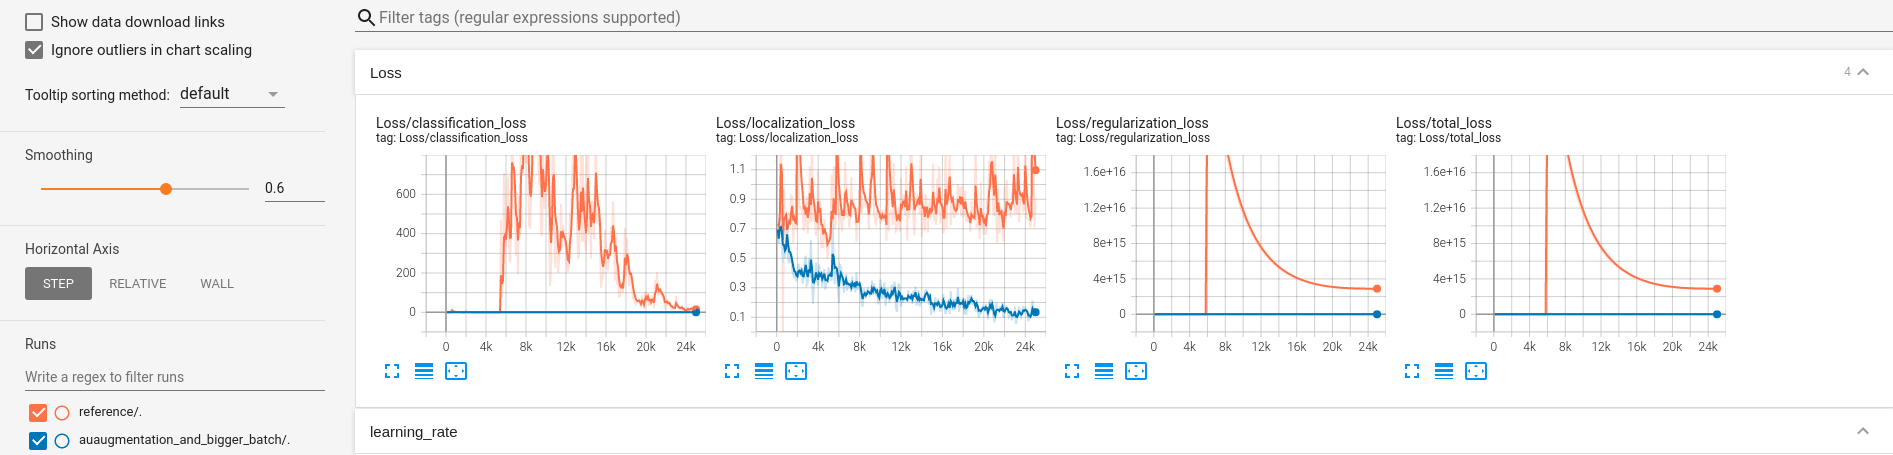 Show data download links
Ignore outliers in chart scaling
Tooltip sorting method: default
Smoothing
0.6
Horizontal Axis
STEP RELATIVE WALL
Runs
Write a regex to filter runs
reference/.
auaugmentation_and_bigger_batch/.
Filter tags (regular expressions supported)
Loss 4
Loss/classification_loss
tag: Loss/classification_loss
600
400
200
0
0 4k 8k 12k 16k 20k 24k
Loss/localization_loss
tag: Loss/localization_loss
1.1
0.9
0.7
0.5
0.3
0.1
0 4k 8k 12k 16k 20k 24k
Loss/regularization_loss
tag: Loss/regularization_loss
1.6e+16
1.2e+16
8e+15
4e+15
0
0 4k 8k 12k 16k 20k 24k
Loss/total_loss
tag: Loss/total_loss
1.6e+16
1.2e+16
8e+15
4e+15
0
0 4k 8k 12k 16k 20k 24k
learning_rate